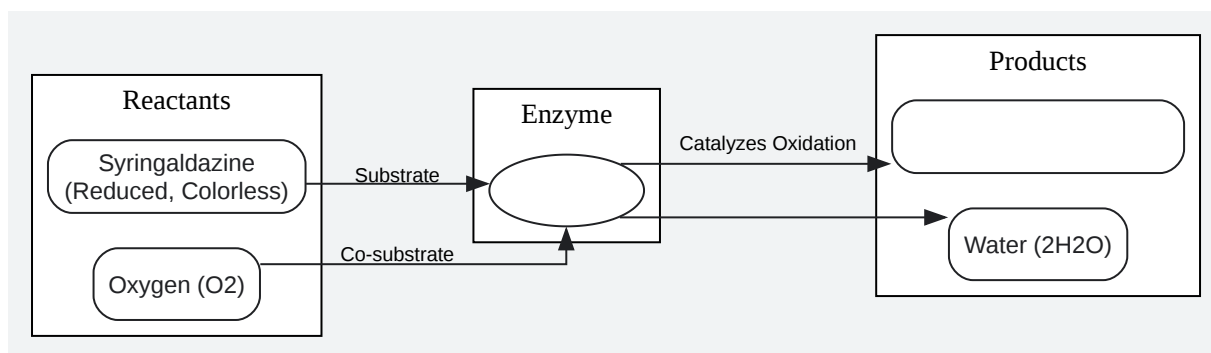 Reactants
Syringaldazine
(Reduced, Colorless)
Oxygen (O2)
Substrate
Co-substrate
Enzyme
Catalyzes Oxidation
Products
Water (2H2O)